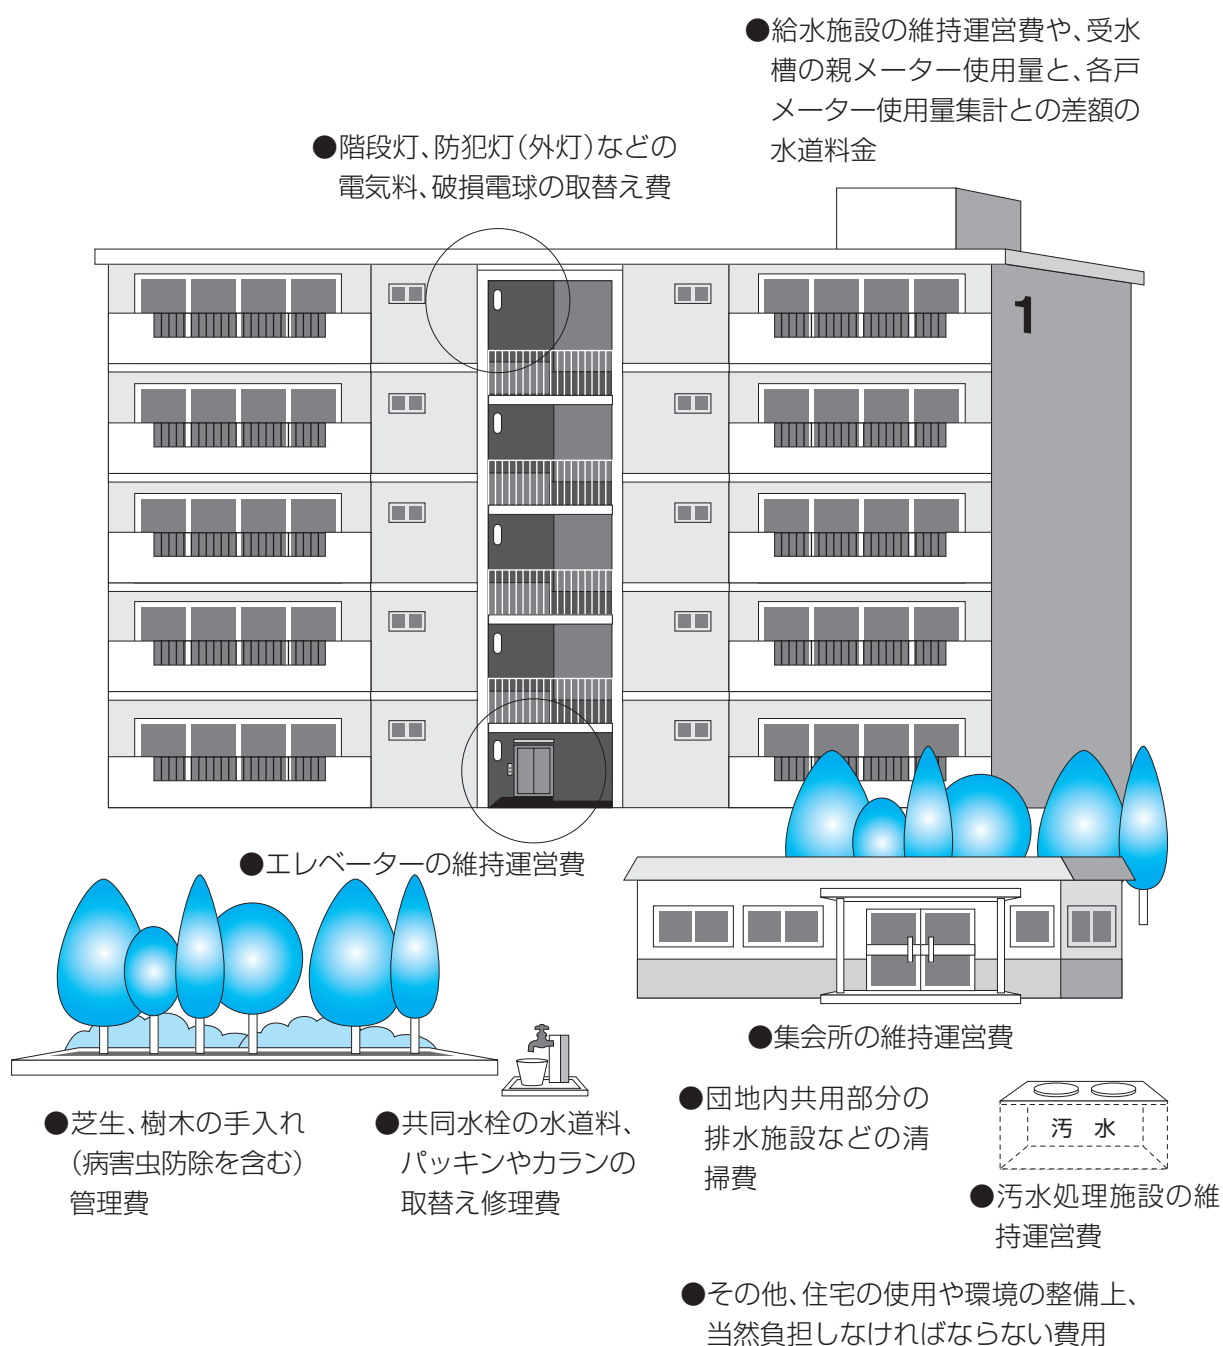 ●給水施設の維持運営費や、受水
槽の親メーター使用量と、各戸
メーター使用量集計との差額の
水道料金
●階段灯、防犯灯(外灯)などの
電気料、破損電球の取替え費
1
●エレベーターの維持運営費
●集会所の維持運営費
●芝生、樹木の手入れ
(病害虫防除を含む)
管理費
●共同水栓の水道料、
パッキンやカランの
取替え修理費
●団地内共用部分の
排水施設などの清
掃費
汚 水
●汚水処理施設の維
持運営費
●その他、住宅の使用や環境の整備上、
当然負担しなければならない費用